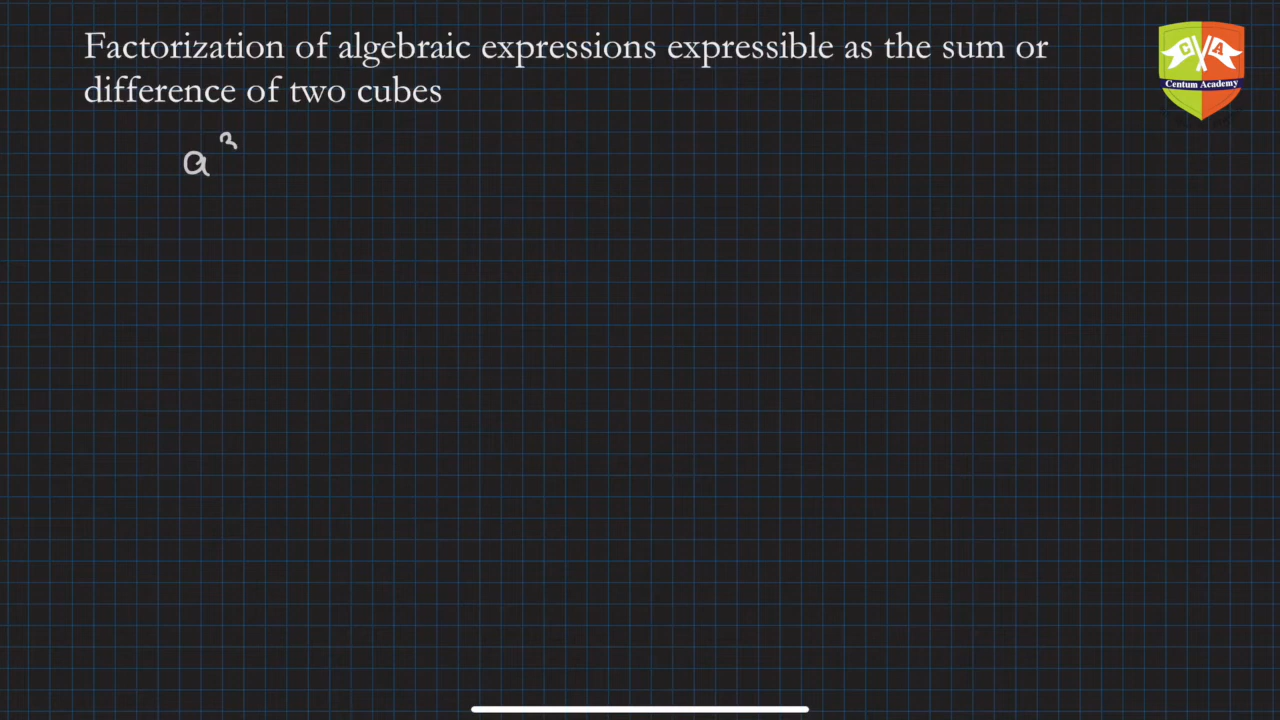 Factorization of algebraic expressions expressible as the sum or
difference of two cubes
a³
C A
Centum Academy